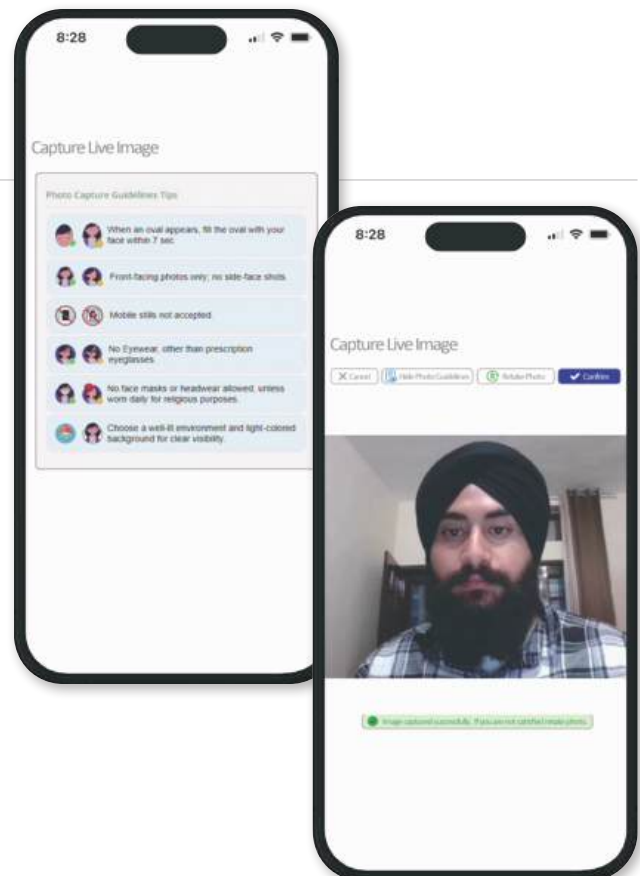 8:28
Capture Live Image
Photo Capture Guidelines Tips
When an oval appears, fill the oval with your
face within 7 sec.
Front-facing photos only; no side-face shots.
Mobile stills not accepted
No Eyewear, other than prescription
eyeglasses.
No face masks or headwear allowed, unless
worn daily for religious purposes.
Choose a well-lit environment and light-colored
background for clear visibility.
8:28
Capture Live Image
Cancel Hide Photo Guidelines Retake Photo Confirm
Image captured successfully. If you are not satisfied retake photo.